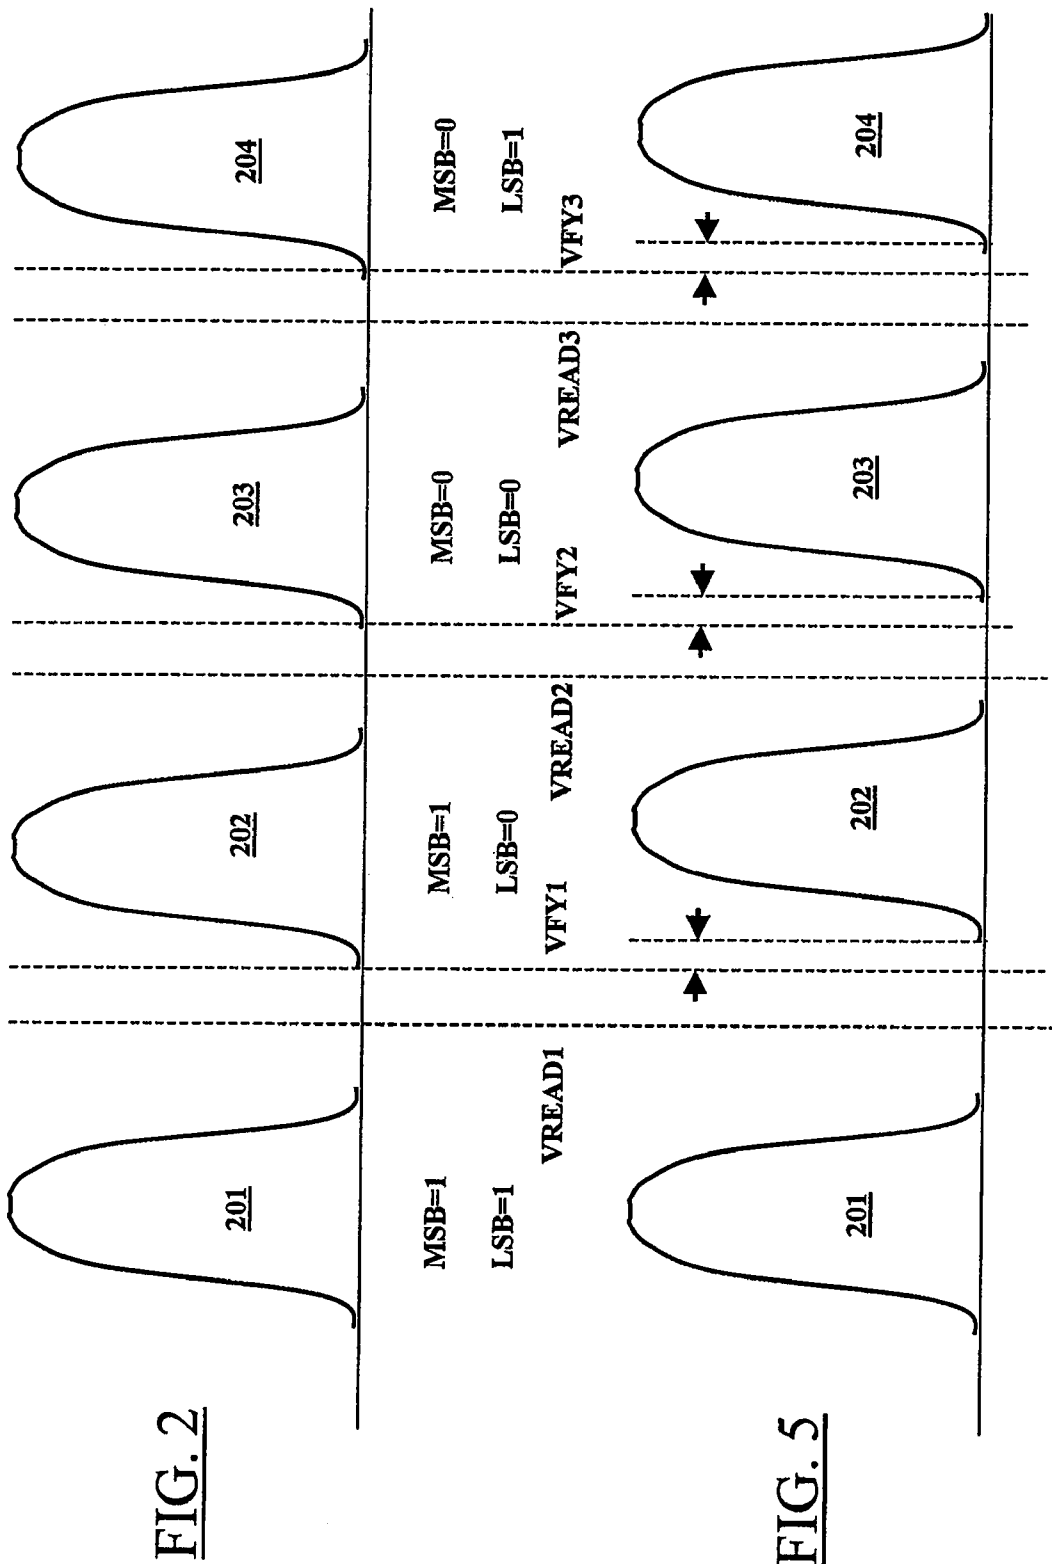 FIG. 2
201
202
203
204
MSB=1
MSB=1
MSB=0
MSB=0
LSB=1
LSB=0
LSB=0
LSB=1
VREAD1
VFY1
VREAD2
VFY2
VREAD3
VFY3
FIG. 5
201
202
203
204